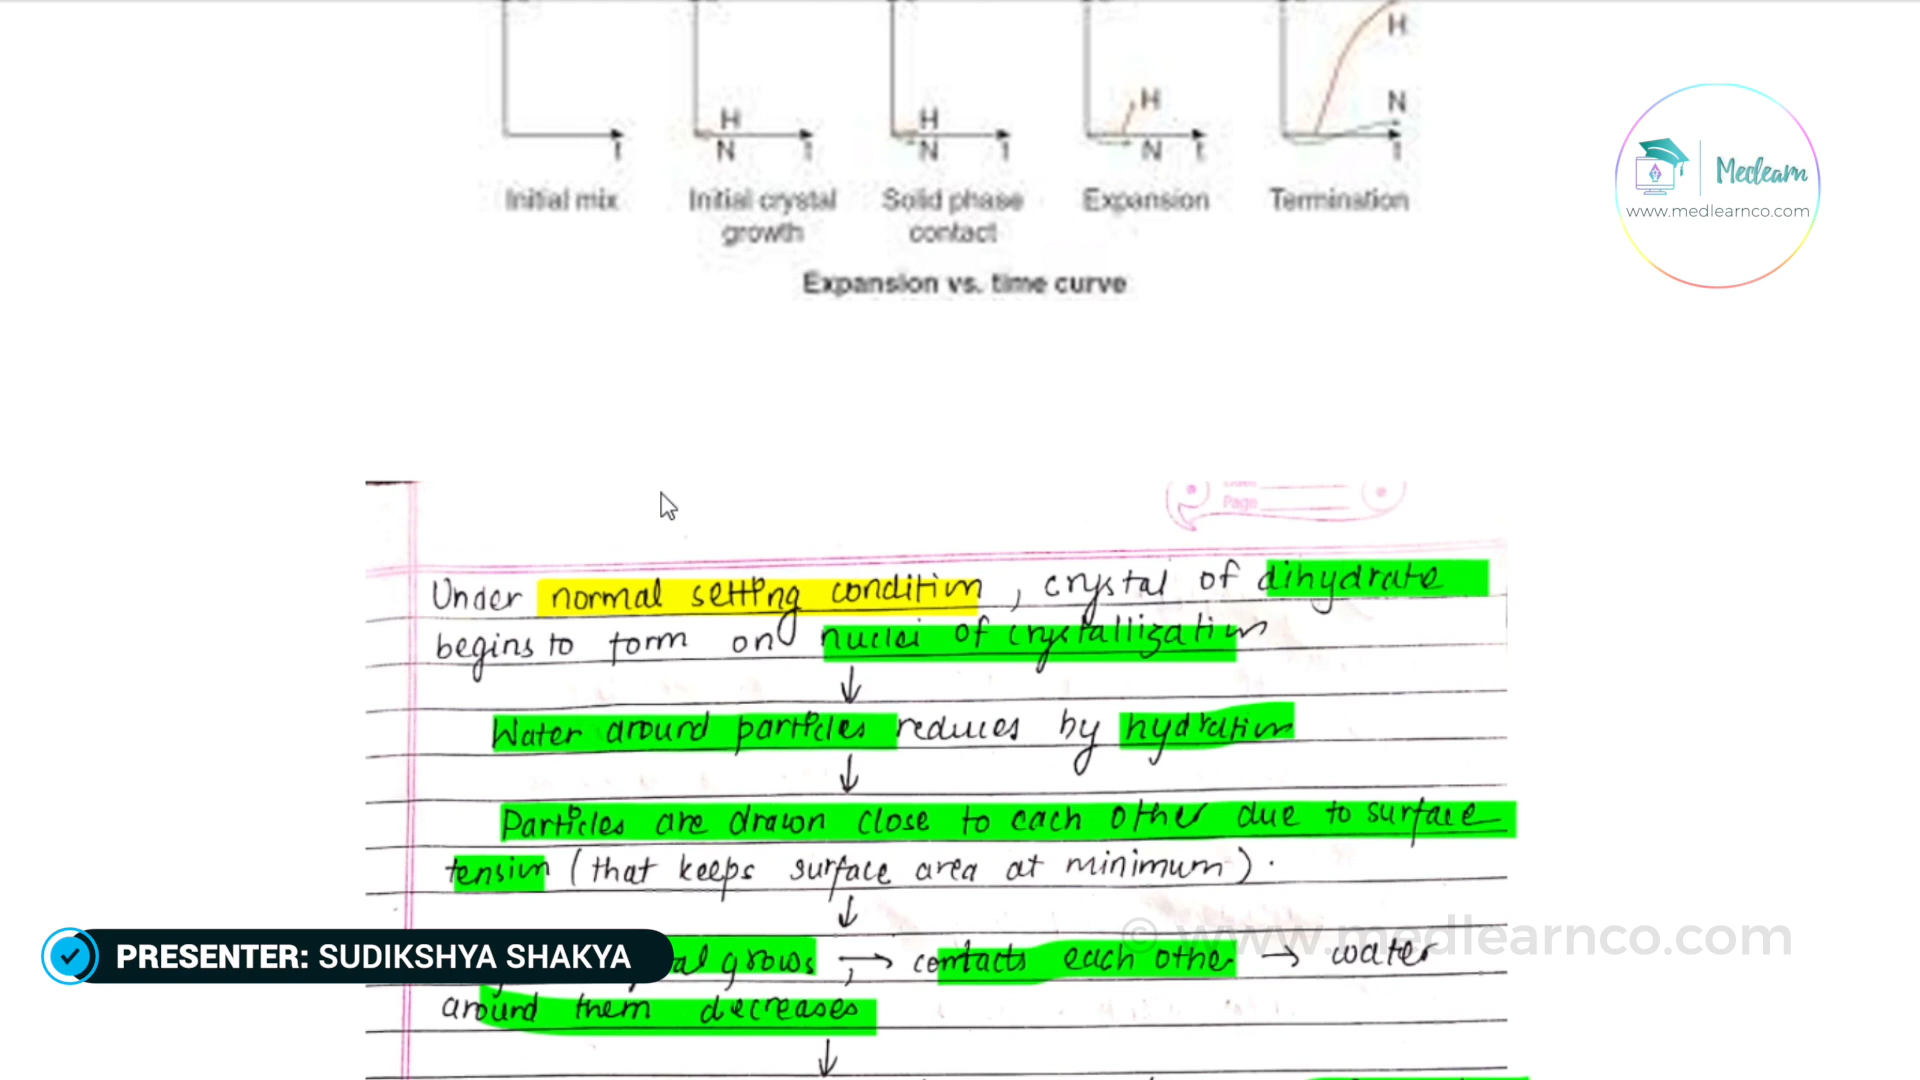 H
N
H
H
H
N
N
N
t
t
t
t
t
Initial mix
Initial crystal
growth
Solid phase
contact
Expansion
Termination
Expansion vs. time curve
Meclearn
www.medlearnco.com
Page
Under normal setting condition, crystal of dihydrate
begins to form on nuclei of crystallization
↓
Water around particles reduces by hydration
↓
Particles are drawn close to each other due to surface
tension (that keeps surface area at minimum).
↓
al grows, → contacts each other → water
around them decreases
↓
© www.medlearnco.com
PRESENTER: SUDIKSHYA SHAKYA